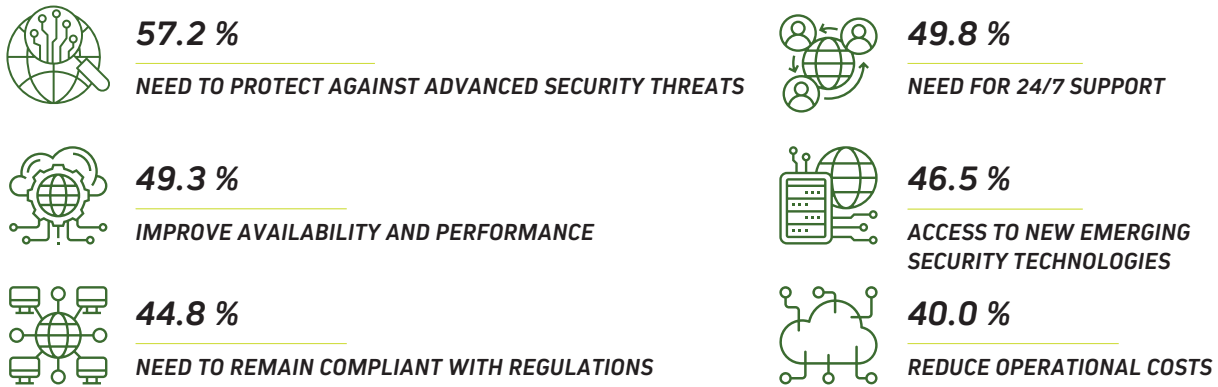 57.2 %
NEED TO PROTECT AGAINST ADVANCED SECURITY THREATS
49.8 %
NEED FOR 24/7 SUPPORT
49.3 %
IMPROVE AVAILABILITY AND PERFORMANCE
46.5 %
ACCESS TO NEW EMERGING
SECURITY TECHNOLOGIES
44.8 %
NEED TO REMAIN COMPLIANT WITH REGULATIONS
40.0 %
REDUCE OPERATIONAL COSTS